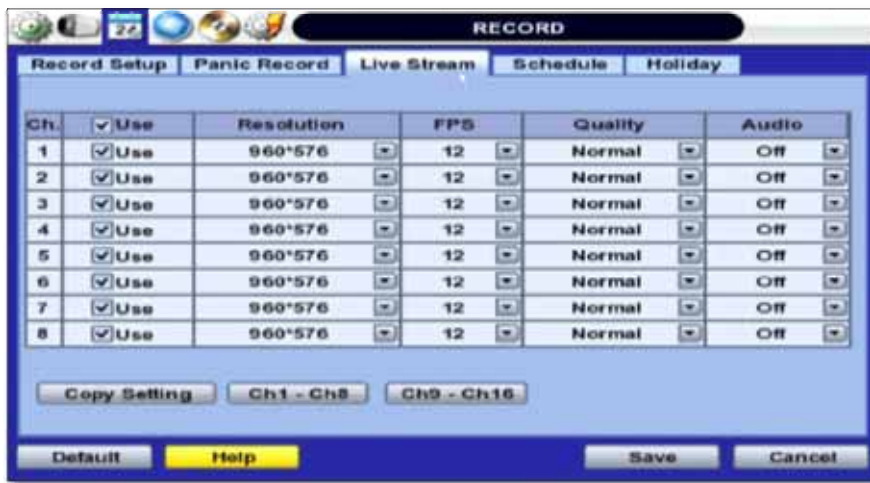 RECORD
Record Setup Panic Record Live Stream Schedule Holiday
Ch. Use Resolution FPS Quality Audio
1 Use 960*576 12 Normal Off
2 Use 960*576 12 Normal Off
3 Use 960*576 12 Normal Off
4 Use 960*576 12 Normal Off
5 Use 960*576 12 Normal Off
6 Use 960*576 12 Normal Off
7 Use 960*576 12 Normal Off
8 Use 960*576 12 Normal Off
Copy Setting Ch1 - Ch8 Ch9 - Ch16
Default Help Save Cancel